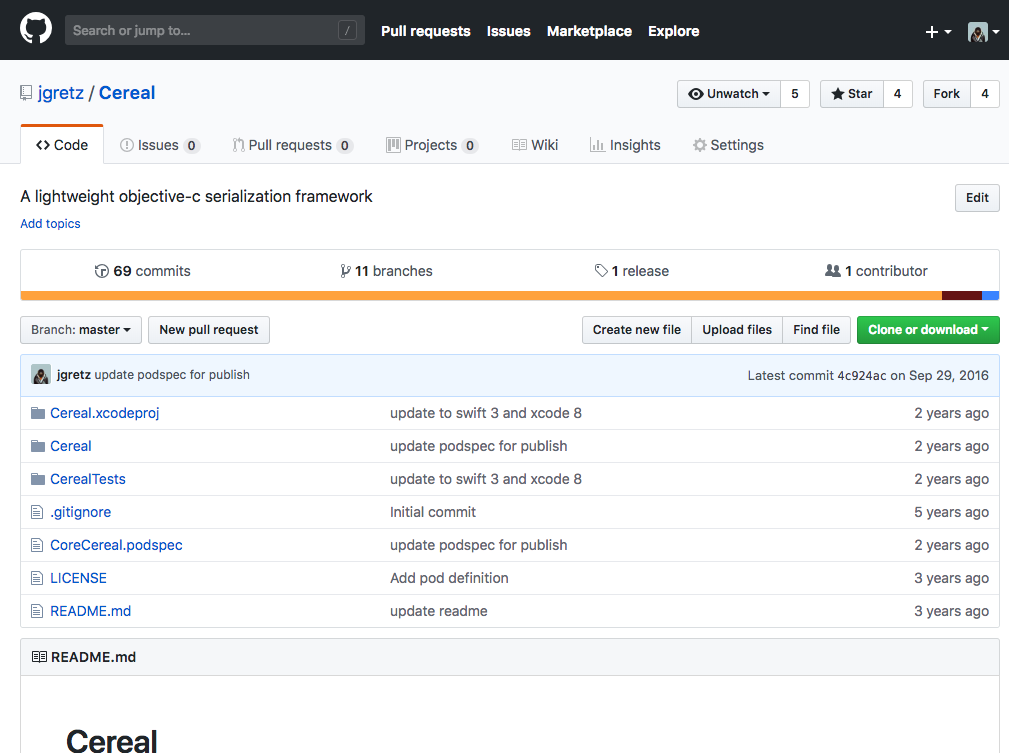 Search or jump to... / Pull requests Issues Marketplace Explore
jgretz / Cereal Unwatch 5 Star 4 Fork 4
Code Issues 0 Pull requests 0 Projects 0 Wiki Insights Settings
A lightweight objective-c serialization framework Edit
Add topics
69 commits 11 branches 1 release 1 contributor
Branch: master New pull request Create new file Upload files Find file Clone or download
jgretz update podspec for publish Latest commit 4c924ac on Sep 29, 2016
Cereal.xcodeproj update to swift 3 and xcode 8 2 years ago
Cereal update podspec for publish 2 years ago
CerealTests update to swift 3 and xcode 8 2 years ago
.gitignore Initial commit 5 years ago
CoreCereal.podspec update podspec for publish 2 years ago
LICENSE Add pod definition 3 years ago
README.md update readme 3 years ago
README.md
Cereal